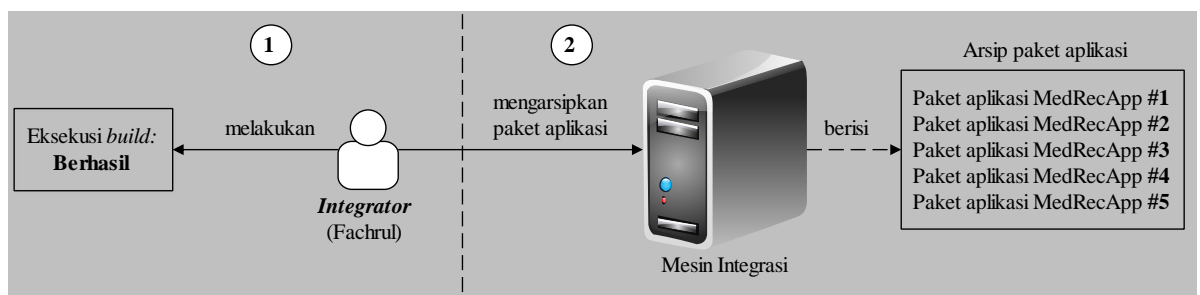 1
2
Eksekusi build:
Berhasil
melakukan
Integrator
(Fachrul)
mengarsipkan
paket aplikasi
Mesin Integrasi
berisi
Arsip paket aplikasi
Paket aplikasi MedRecApp #1
Paket aplikasi MedRecApp #2
Paket aplikasi MedRecApp #3
Paket aplikasi MedRecApp #4
Paket aplikasi MedRecApp #5